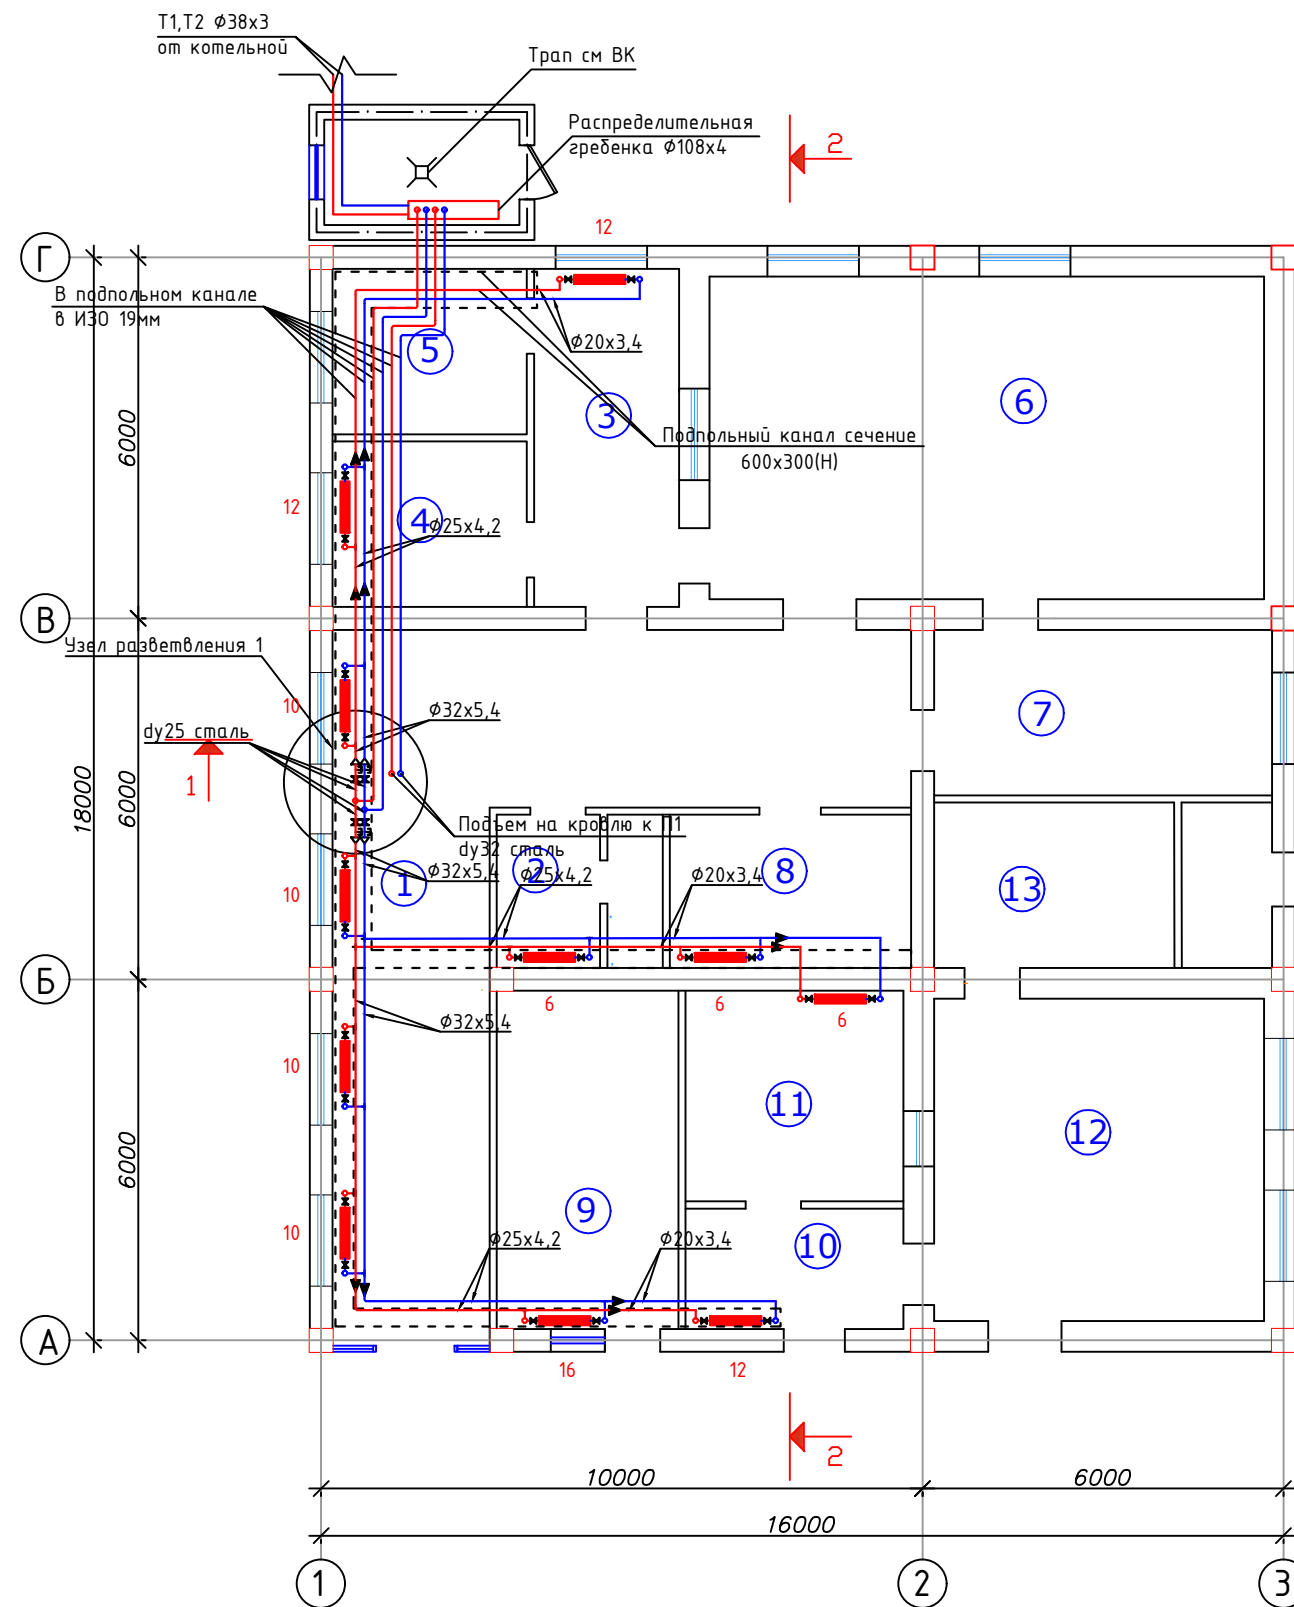 Т1,Т2 Ф38х3
от котельной
Трап см ВК
Распределительная
гребенка Ф108х4
2
12
Г
В подпольном канале
в ИЗО 19мм
5
Ф20х3,4
3
6
6000
Подпольный канал сечение
600х300(Н)
12
4
Ф25х4,2
В
Узел разветвления 1
10
Ф32х5,4
7
dу25 сталь
1
18000
6000
Подъем на кровлю к П1
dу32 сталь
10
1
Ф32х5,4
2
Ф25х4,2
Ф20х3,4
8
13
Б
6
6
6
Ф32х5,4
10
11
12
6000
10
9
Ф25х4,2
Ф20х3,4
10
А
16
12
2
10000
6000
16000
1
2
3